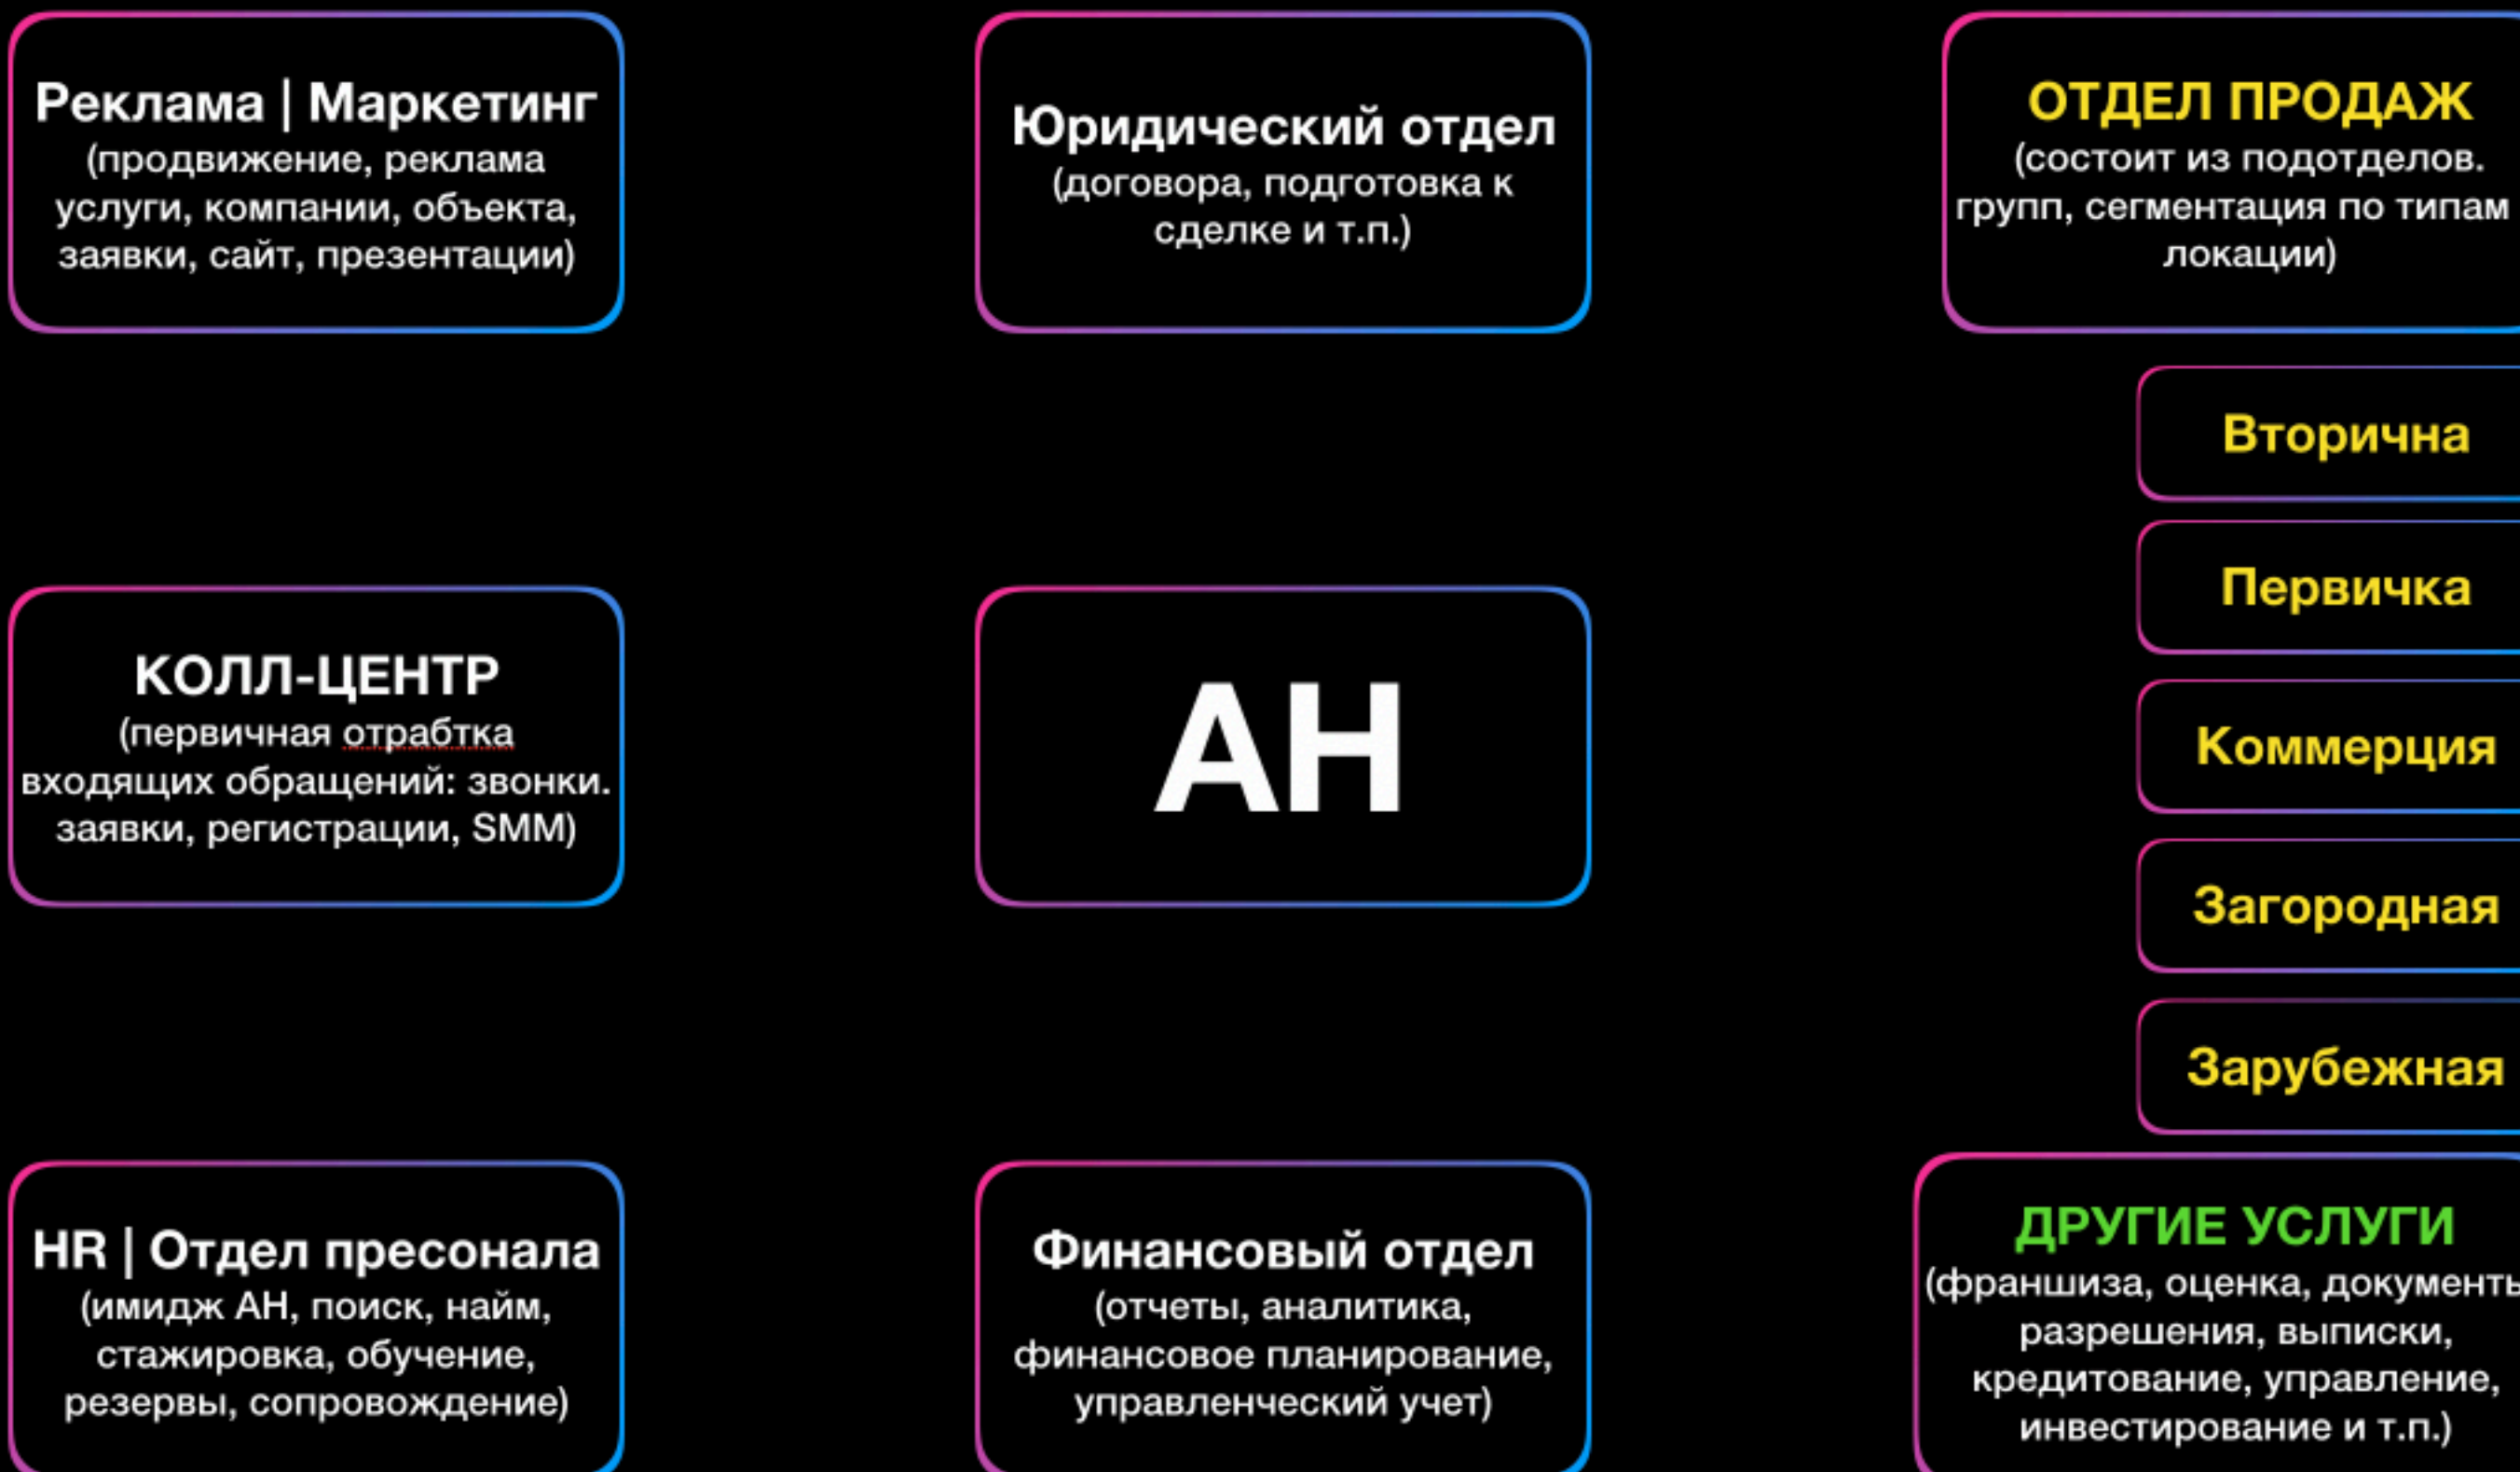 Реклама | Маркетинг
(продвижение, реклама
услуги, компании, объекта,
заявки, сайт, презентации)
Юридический отдел
(договора, подготовка к
сделке и т.п.)
ОТДЕЛ ПРОДАЖ
(состоит из подотделов.
групп, сегментация по типам
локации)
Вторична
Первичка
Коммерция
Загородная
Зарубежная
КОЛЛ-ЦЕНТР
(первичная отрабтка
входящих обращений: звонки.
заявки, регистрации, SMM)
АН
HR | Отдел пресонала
(имидж АН, поиск, найм,
стажировка, обучение,
резервы, сопровождение)
Финансовый отдел
(отчеты, аналитика,
финансовое планирование,
управленческий учет)
ДРУГИЕ УСЛУГИ
(франшиза, оценка, документы
разрешения, выписки,
кредитование, управление,
инвестирование и т.п.)